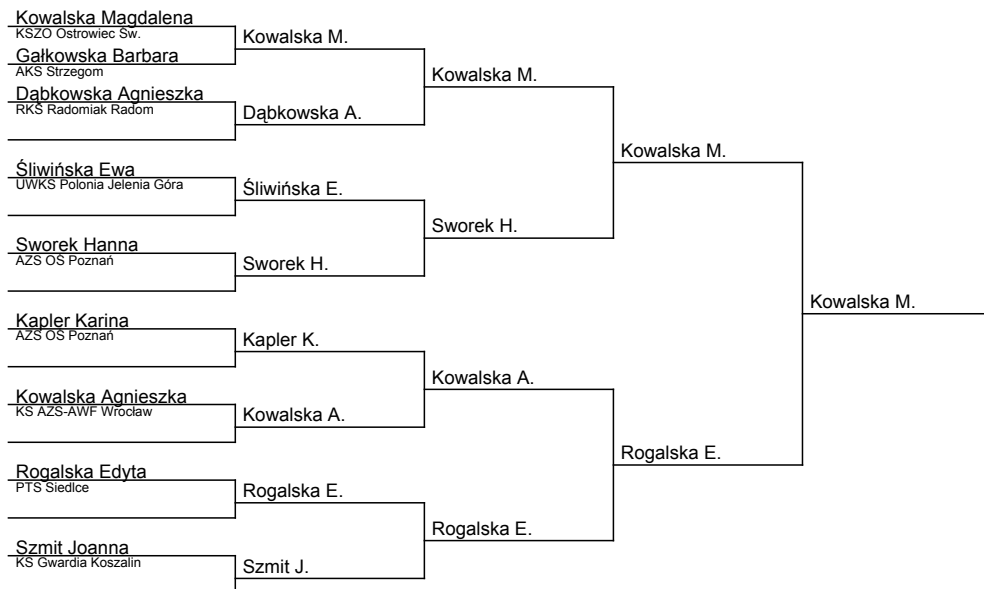 Kowalska Magdalena
KSZO Ostrowiec Św.
Kowalska M.
Gałkowska Barbara
AKS Strzegom
Kowalska M.
Dąbkowska Agnieszka
RKŚ Radomiak Radom
Dąbkowska A.
Kowalska M.
Śliwińska Ewa
UWKS Polonia Jelenia Góra
Śliwińska E.
Sworek H.
Sworek Hanna
AZS OŚ Poznań
Sworek H.
Kowalska M.
Kapler Karina
AZS OŚ Poznań
Kapler K.
Kowalska A.
Kowalska Agnieszka
KS AZS-AWF Wrocław
Kowalska A.
Rogalska E.
Rogalska Edyta
PTS Siedlce
Rogalska E.
Rogalska E.
Szmit Joanna
KS Gwardia Koszalin
Szmit J.